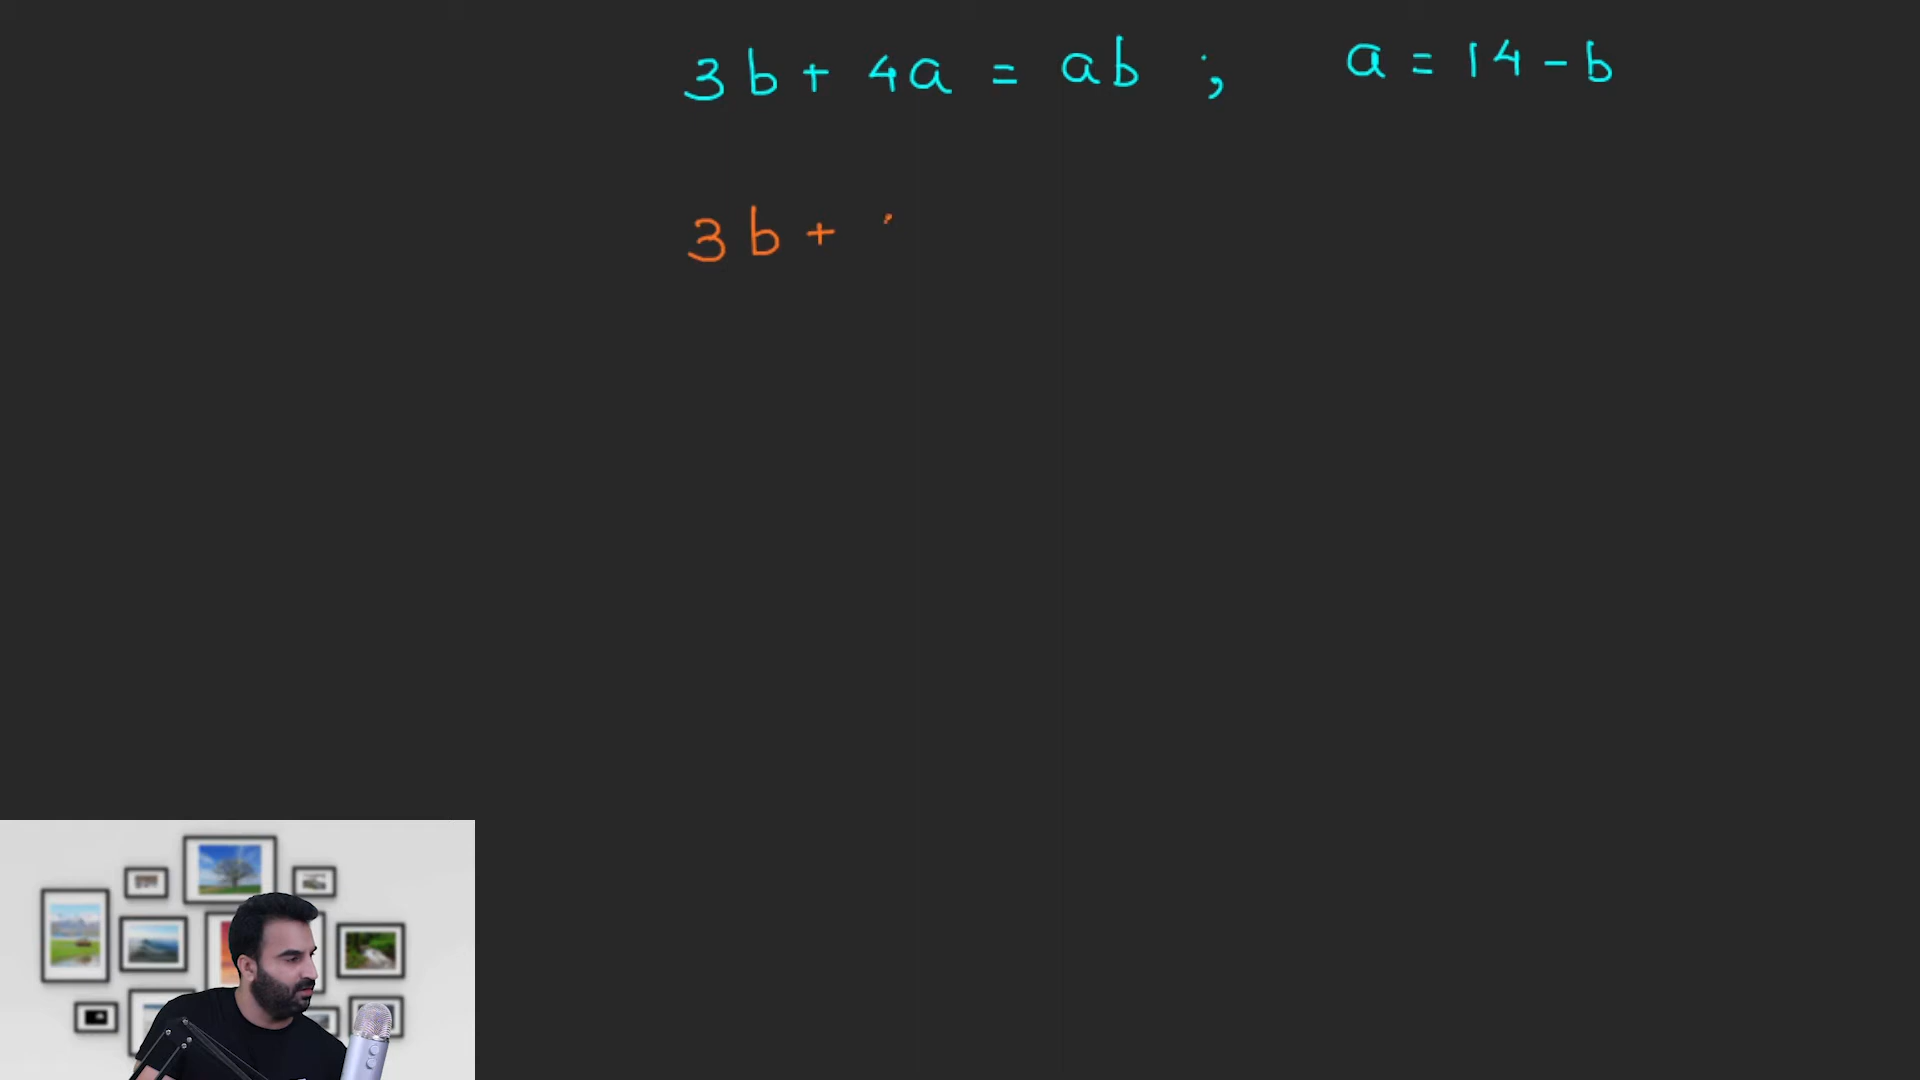 3b + 4a = ab ; a = 14 - b
3b +